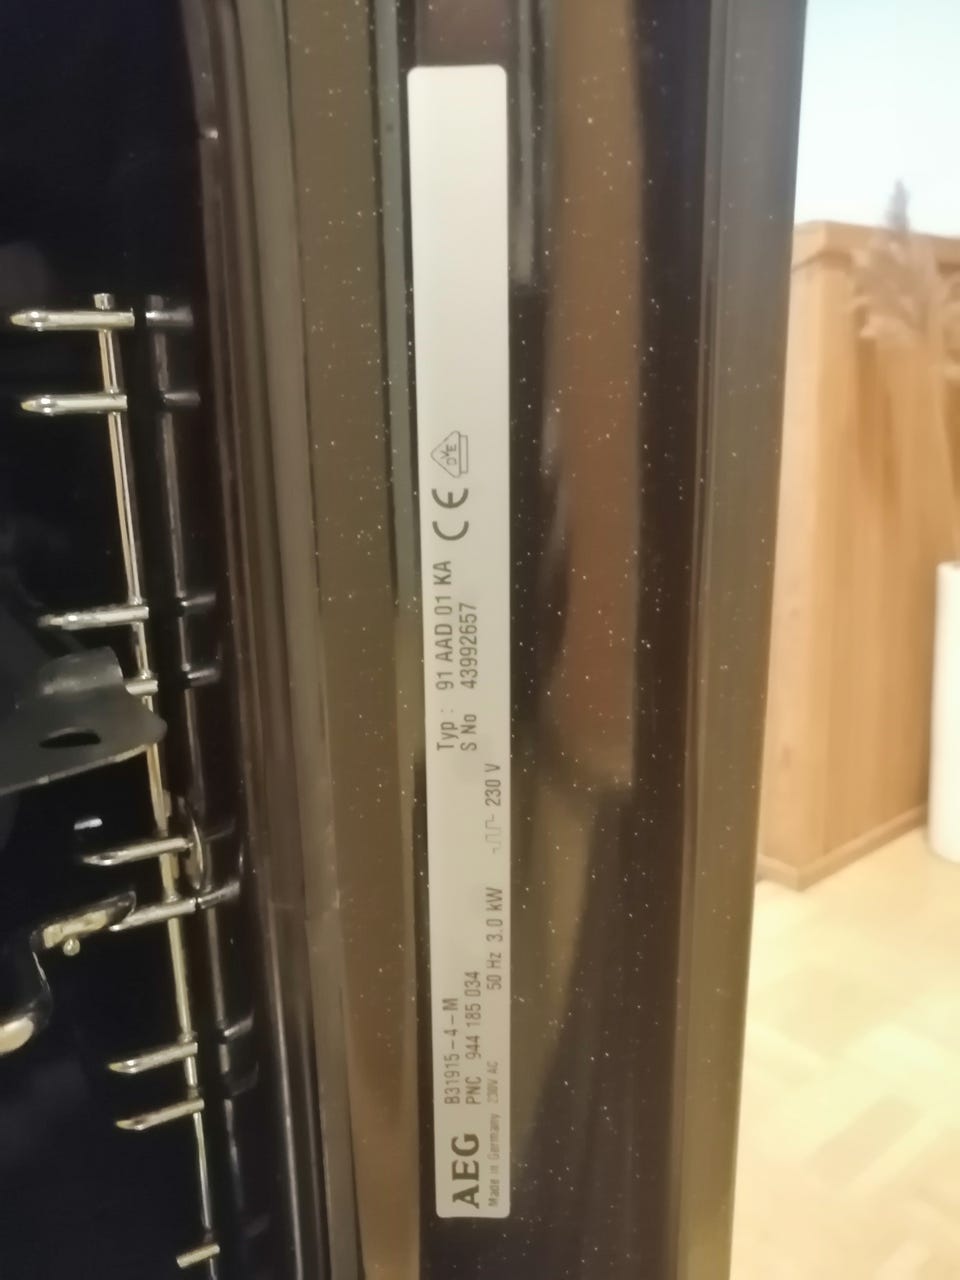 AEG
B31915-4-M
PNC 944 185 034
Made in Germany 230V AC 50 Hz 3.0 kW 230 V
Typ : 91 AAD 01 KA
S No 43992657
CE
DVE